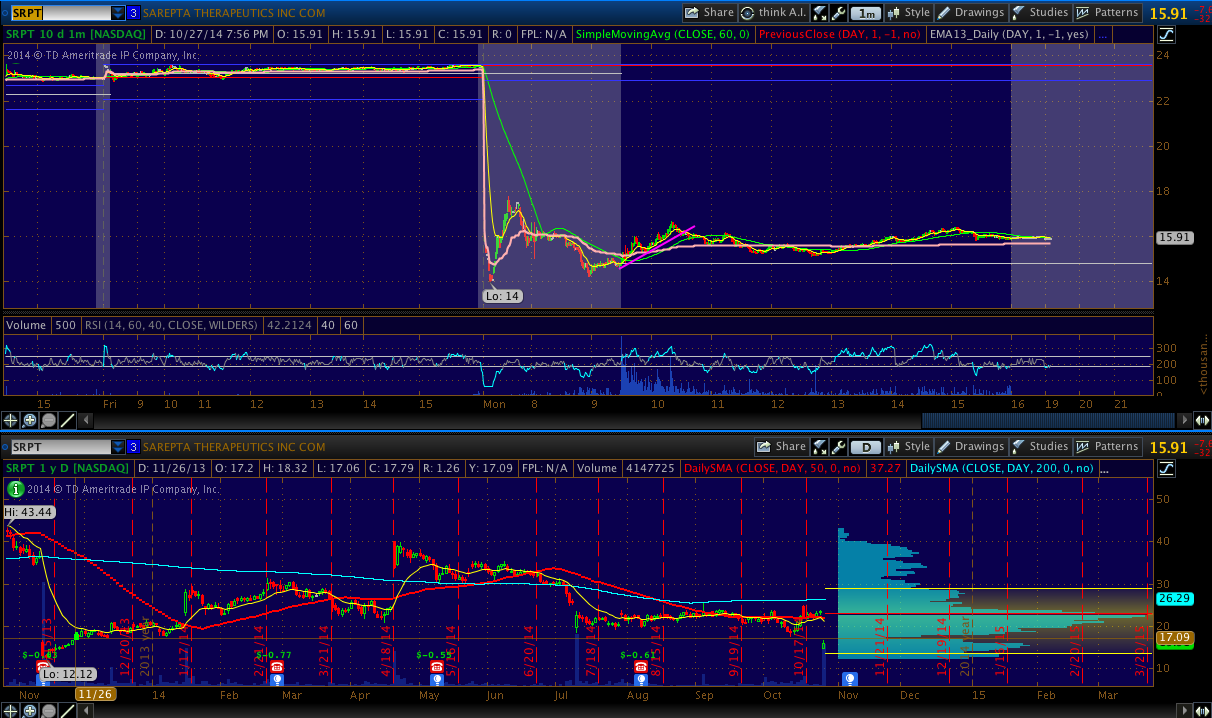 SRPT 3 SAREPTA THERAPEUTICS INC COM Share think A.I. 1m Style Drawings Studies Patterns 15.91
SRPT 10 d 1m [NASDAQ] D: 10/27/14 7:56 PM O: 15.91 H: 15.91 L: 15.91 C: 15.91 R: 0 FPL: N/A SimpleMovingAvg (CLOSE, 60, 0) PreviousClose (DAY, 1, -1, no) EMA13_Daily (DAY, 1, -1, yes) ...
2014 © TD Ameritrade IP Company, Inc.
24
22
20
18
15.91
14
Lo: 14
Volume 500 RSI (14, 60, 40, CLOSE, WILDERS) 42.2124 40 60
300
200
100
0
<thousan...
15 Fri 9 10 11 12 13 14 15 Mon 8 9 10 11 12 13 14 15 16 19 20 21
SRPT 3 SAREPTA THERAPEUTICS INC COM Share D Style Drawings Studies Patterns 15.91
SRPT 1 y D [NASDAQ] D: 11/26/13 O: 17.2 H: 18.32 L: 17.06 C: 17.79 R: 1.26 Y: 17.09 FPL: N/A Volume 4147725 DailySMA (CLOSE, DAY, 50, 0, no) 37.27 DailySMA (CLOSE, DAY, 200, 0, no) ...
i 2014 © TD Ameritrade IP Company, Inc.
Hi: 43.44
50
40
30
26.29
20
17.09
10
12/20/13 2013 year 1/17/14 2/21/14 3/21/14 4/18/14 5/16/14 6/20/14 7/18/14 8/15/14 9/19/14 10/17/14 11/22/14 12/19/14 2014 year 1/15/15 2/20/15 3/20/15
$-0.77 $-0.55 $-0.61
Lo: 12.12
Nov 11/26 14 Feb Mar Apr May Jun Jul Aug Sep Oct Nov Dec 15 Feb Mar